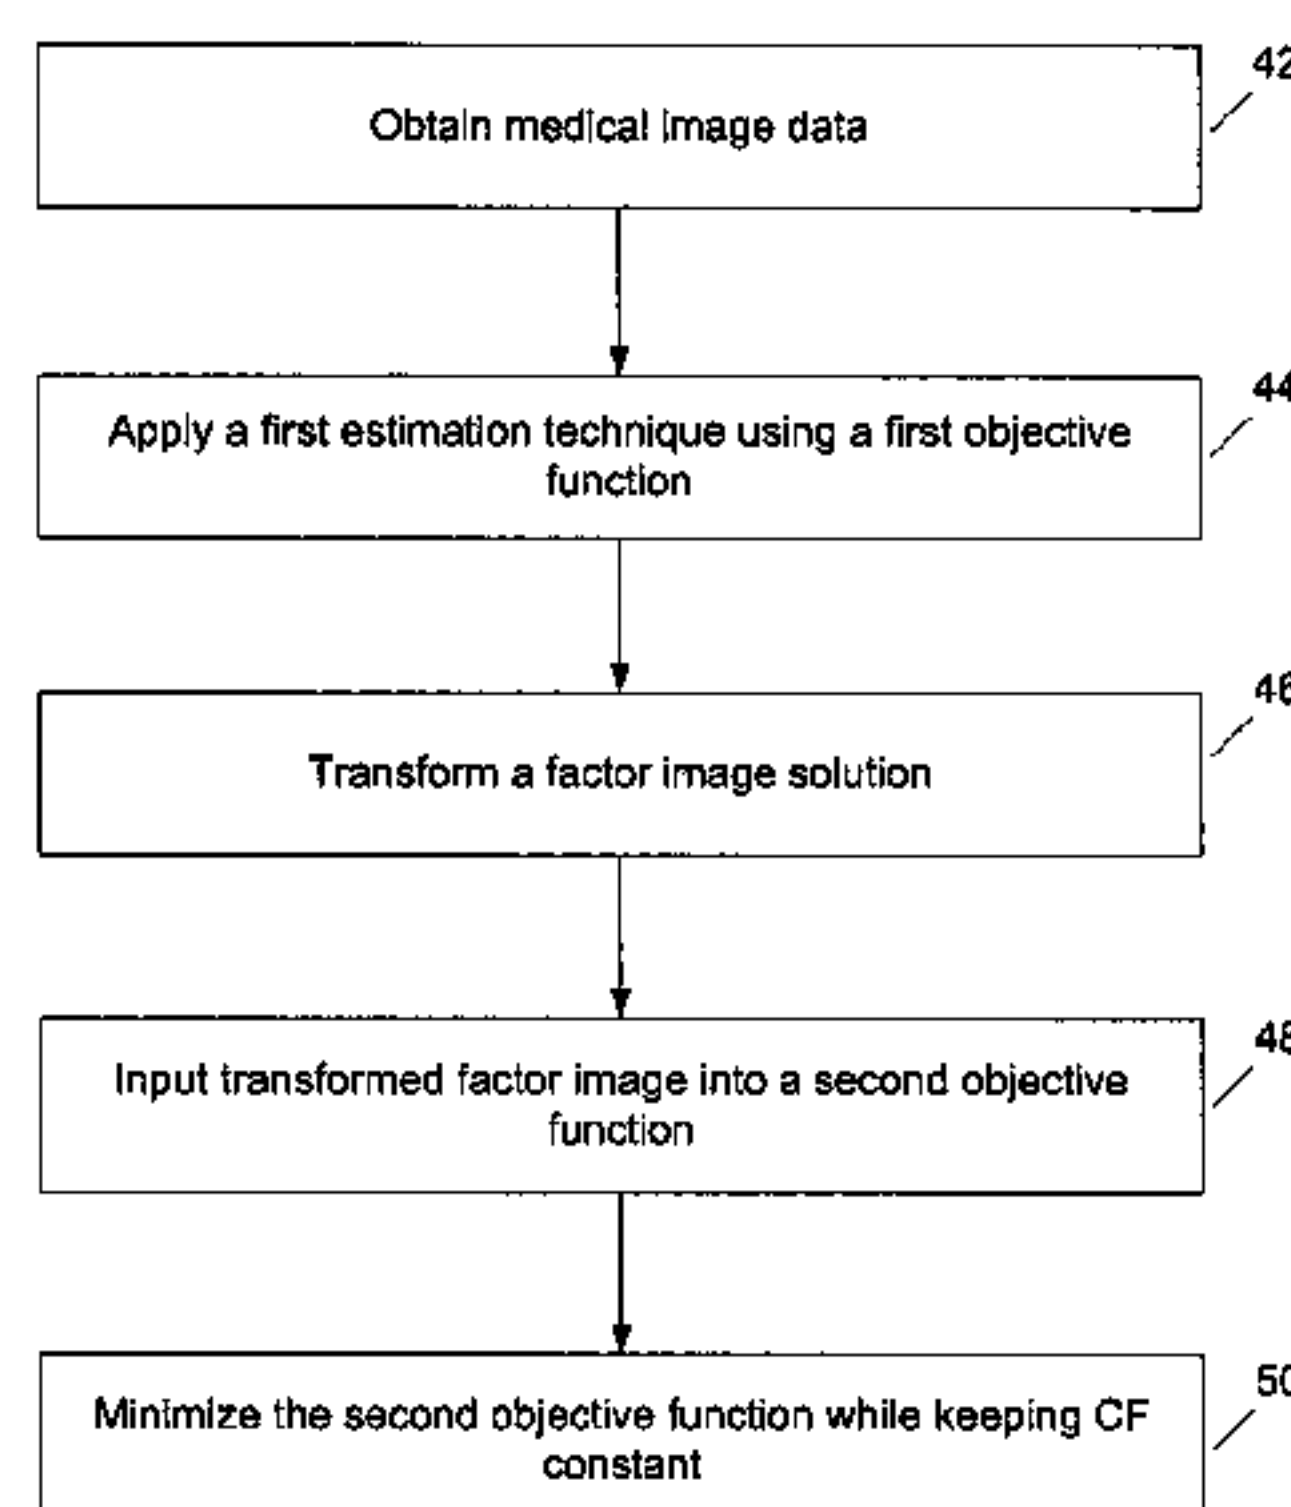 Obtain medical image data
42
Apply a first estimation technique using a first objective
function
44
Transform a factor image solution
46
Input transformed factor image into a second objective
function
48
Minimize the second objective function while keeping CF
constant
50